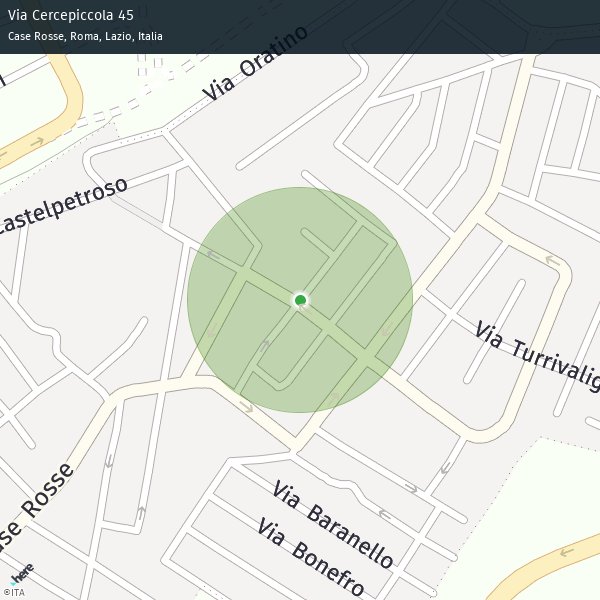 Via Cercepiccola 45
Case Rosse, Roma, Lazio, Italia
Via Oratino
Castelpetroso
Via Turrivalig
Via Baranello
Via Bonefro
ase Rosse
here
©ITA